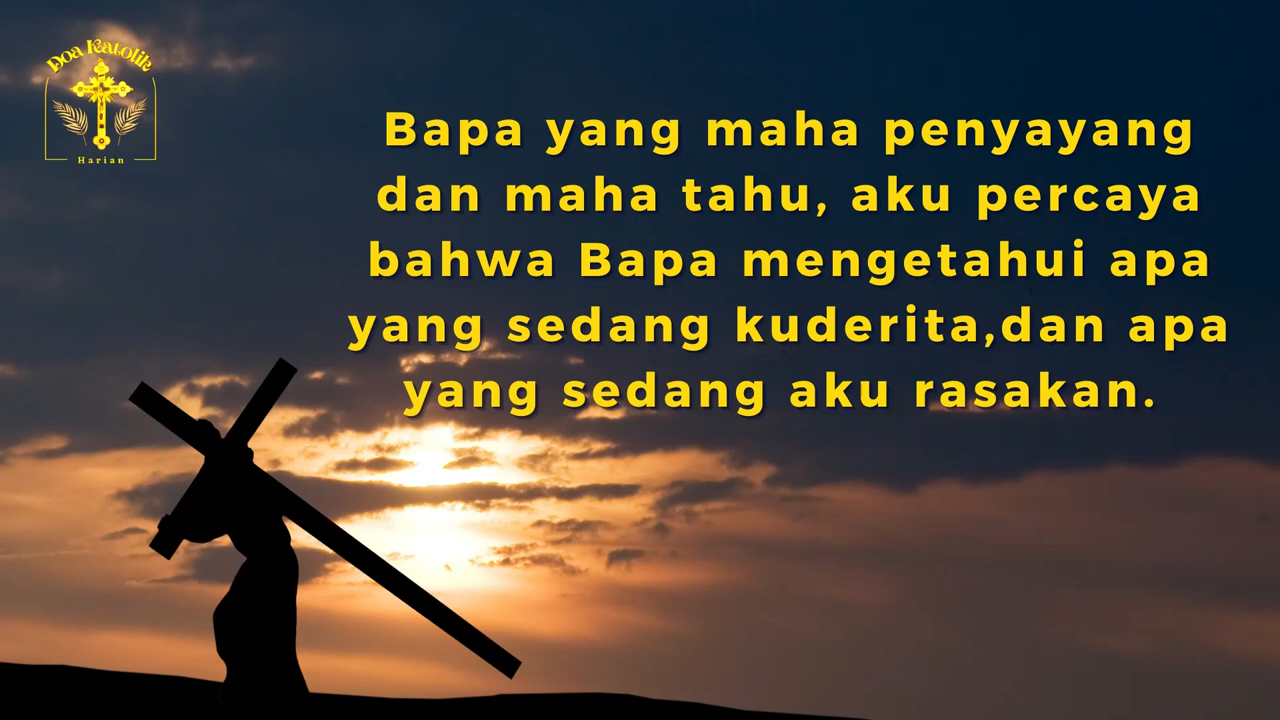 Doa Katolik
Harian
Bapa yang maha penyayang
dan maha tahu, aku percaya
bahwa Bapa mengetahui apa
yang sedang kuderita,dan apa
yang sedang aku rasakan.